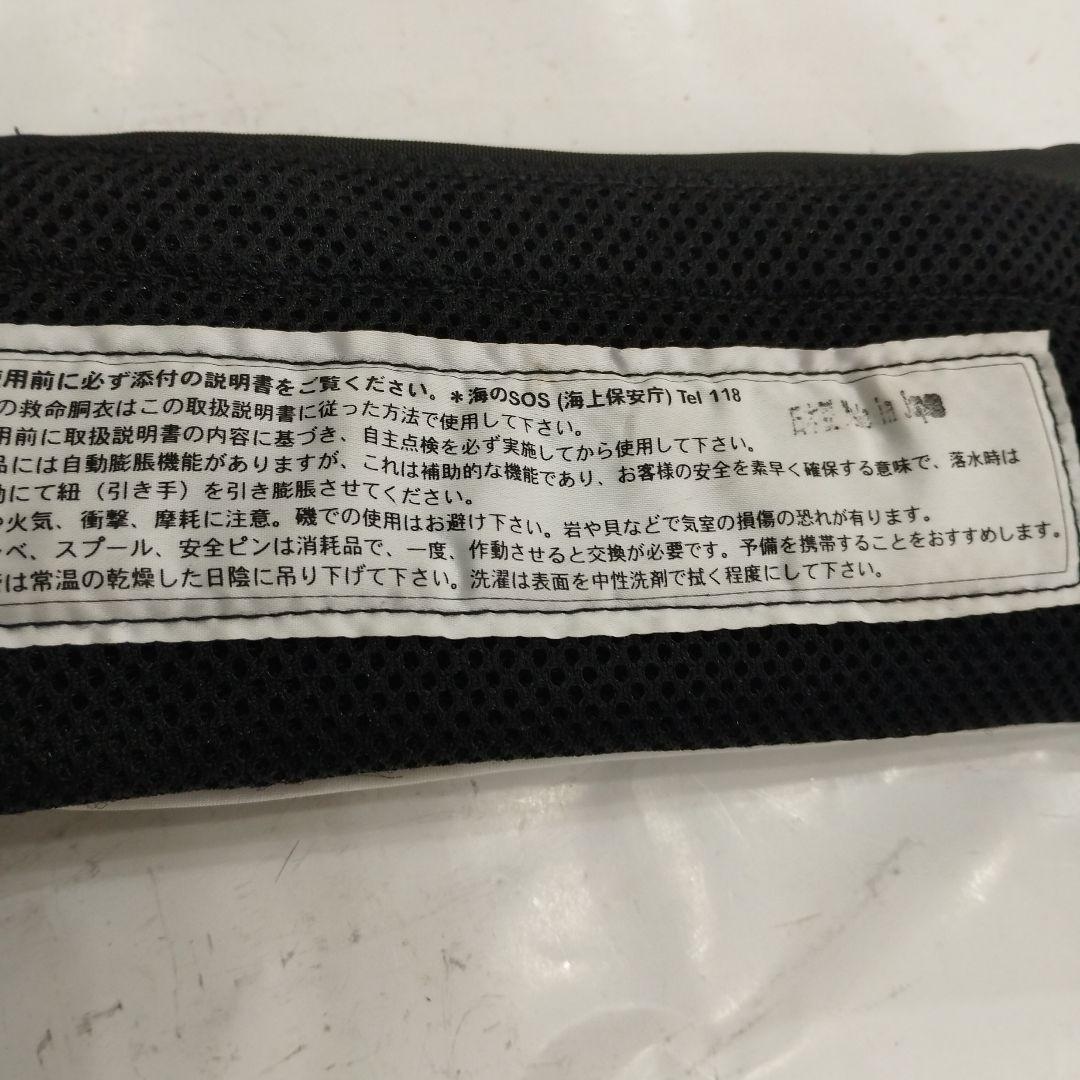 使用前に必ず添付の説明書をご覧ください。＊海のSOS (海上保安庁) Tel 118
の救命胴衣はこの取扱説明書に従った方法で使用して下さい。
用前に取扱説明書の内容に基づき、自主点検を必ず実施してから使用して下さい。
品には自動膨脹機能がありますが、これは補助的な機能であり、お客様の安全を素早く確保する意味で、落水時は
動にて紐（引き手）を引き膨脹させてください。
や火気、衝撃、摩耗に注意。磯での使用はお避け下さい。岩や貝などで気室の損傷の恐れが有ります。
ベ、スプール、安全ピンは消耗品で、一度、作動させると交換が必要です。予備を携帯することをおすすめします。
は常温の乾燥した日陰に吊り下げて下さい。洗濯は表面を中性洗剤で拭く程度にして下さい。